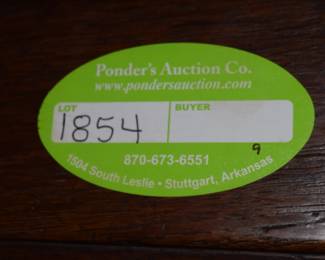 Ponder's Auction Co.
www.pondersauction.com
LOT BUYER
1854
870-673-6551
9
1504 South Leslie • Stuttgart, Arkansas